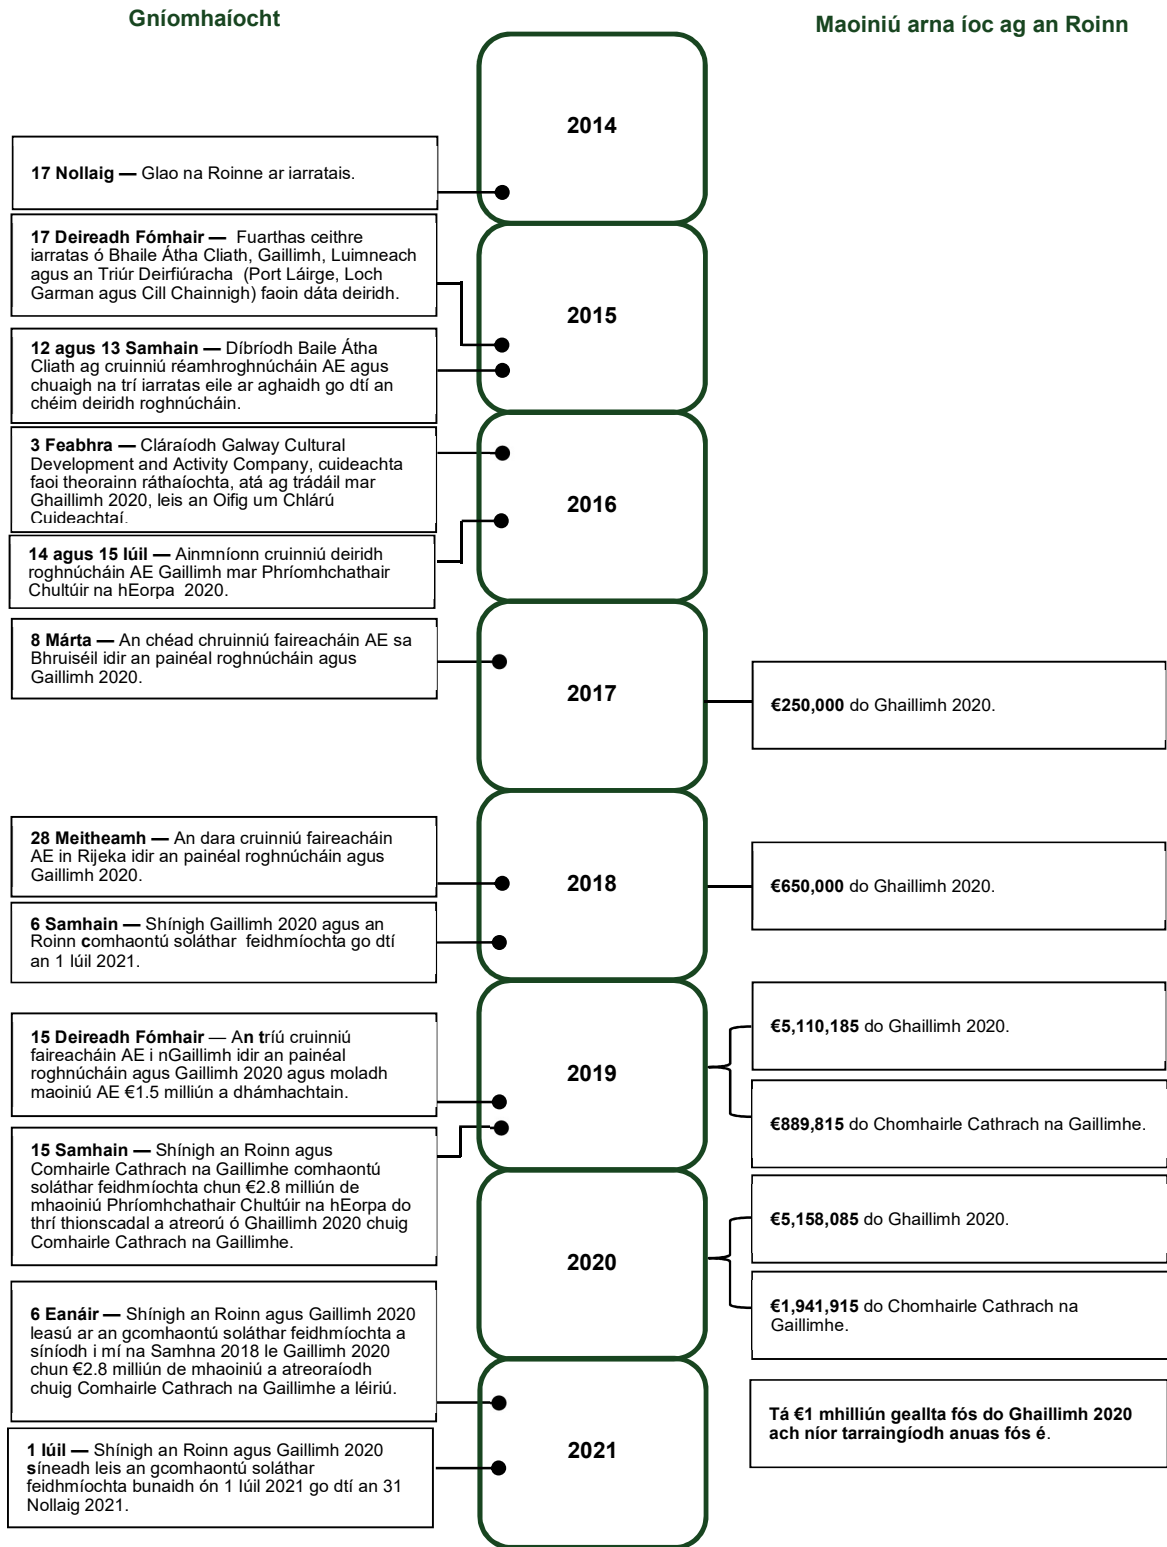 Gníomhaíocht
Maoiniú arna íoc ag an Roinn
2014
17 Nollaig — Glao na Roinne ar iarratais.
2015
17 Deireadh Fómhair — Fuarthas ceithre
iarratas ó Bhaile Átha Cliath, Gaillimh, Luimneach
agus an Triúr Deirfiúracha (Port Láirge, Loch
Garman agus Cill Chainnigh) faoin dáta deiridh.
12 agus 13 Samhain — Díbríodh Baile Átha
Cliath ag cruinniú réamhroghnúcháin AE agus
chuaigh na trí iarratas eile ar aghaidh go dtí an
chéim deiridh roghnúcháin.
2016
3 Feabhra — Cláraíodh Galway Cultural
Development and Activity Company, cuideachta
faoi theorainn ráthaíochta, atá ag trádáil mar
Ghaillimh 2020, leis an Oifig um Chlárú
Cuideachtaí.
14 agus 15 Iúil — Ainmníonn cruinniú deiridh
roghnúcháin AE Gaillimh mar Phríomhchathair
Chultúir na hEorpa 2020.
2017
8 Márta — An chéad chruinniú faireacháin AE sa
Bhruiséil idir an painéal roghnúcháin agus
Gaillimh 2020.
€250,000 do Ghaillimh 2020.
2018
28 Meitheamh — An dara cruinniú faireacháin
AE in Rijeka idir an painéal roghnúcháin agus
Gaillimh 2020.
€650,000 do Ghaillimh 2020.
6 Samhain — Shínigh Gaillimh 2020 agus an
Roinn comhaontú soláthar feidhmíochta go dtí
an 1 Iúil 2021.
2019
15 Deireadh Fómhair — An tríú cruinniú
faireacháin AE i nGaillimh idir an painéal
roghnúcháin agus Gaillimh 2020 agus moladh
maoiniú AE €1.5 milliún a dhámhachtain.
€5,110,185 do Ghaillimh 2020.
€889,815 do Chomhairle Cathrach na Gaillimhe.
15 Samhain — Shínigh an Roinn agus
Comhairle Cathrach na Gaillimhe comhaontú
soláthar feidhmíochta chun €2.8 milliún de
mhaoiniú Phríomhchathair Chultúir na hEorpa do
thrí thionscadal a atreorú ó Ghaillimh 2020 chuig
Comhairle Cathrach na Gaillimhe.
2020
€5,158,085 do Ghaillimh 2020.
€1,941,915 do Chomhairle Cathrach na
Gaillimhe.
6 Eanáir — Shínigh an Roinn agus Gaillimh 2020
leasú ar an gcomhaontú soláthar feidhmíochta a
síníodh i mí na Samhna 2018 le Gaillimh 2020
chun €2.8 milliún de mhaoiniú a atreoraíodh
chuig Comhairle Cathrach na Gaillimhe a léiriú.
2021
Tá €1 mhilliún geallta fós do Ghaillimh 2020
ach níor tarraingíodh anuas fós é.
1 Iúil — Shínigh an Roinn agus Gaillimh 2020
síneadh leis an gcomhaontú soláthar
feidhmíochta bunaidh ón 1 Iúil 2021 go dtí an 31
Nollaig 2021.